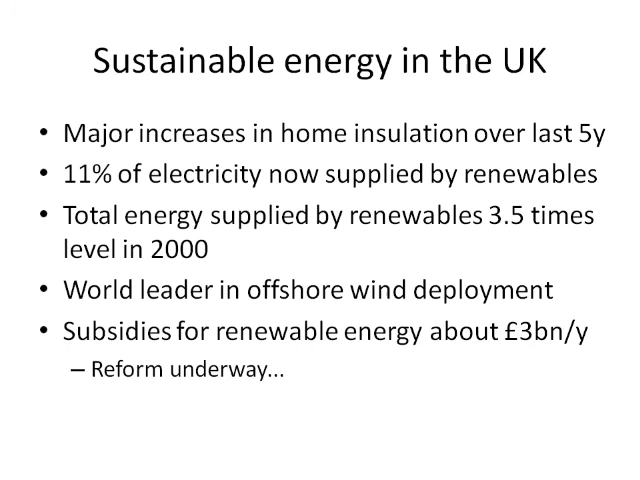 Sustainable energy in the UK
• Major increases in home insulation over last 5y
• 11% of electricity now supplied by renewables
• Total energy supplied by renewables 3.5 times
level in 2000
• World leader in offshore wind deployment
• Subsidies for renewable energy about £3bn/y
– Reform underway...